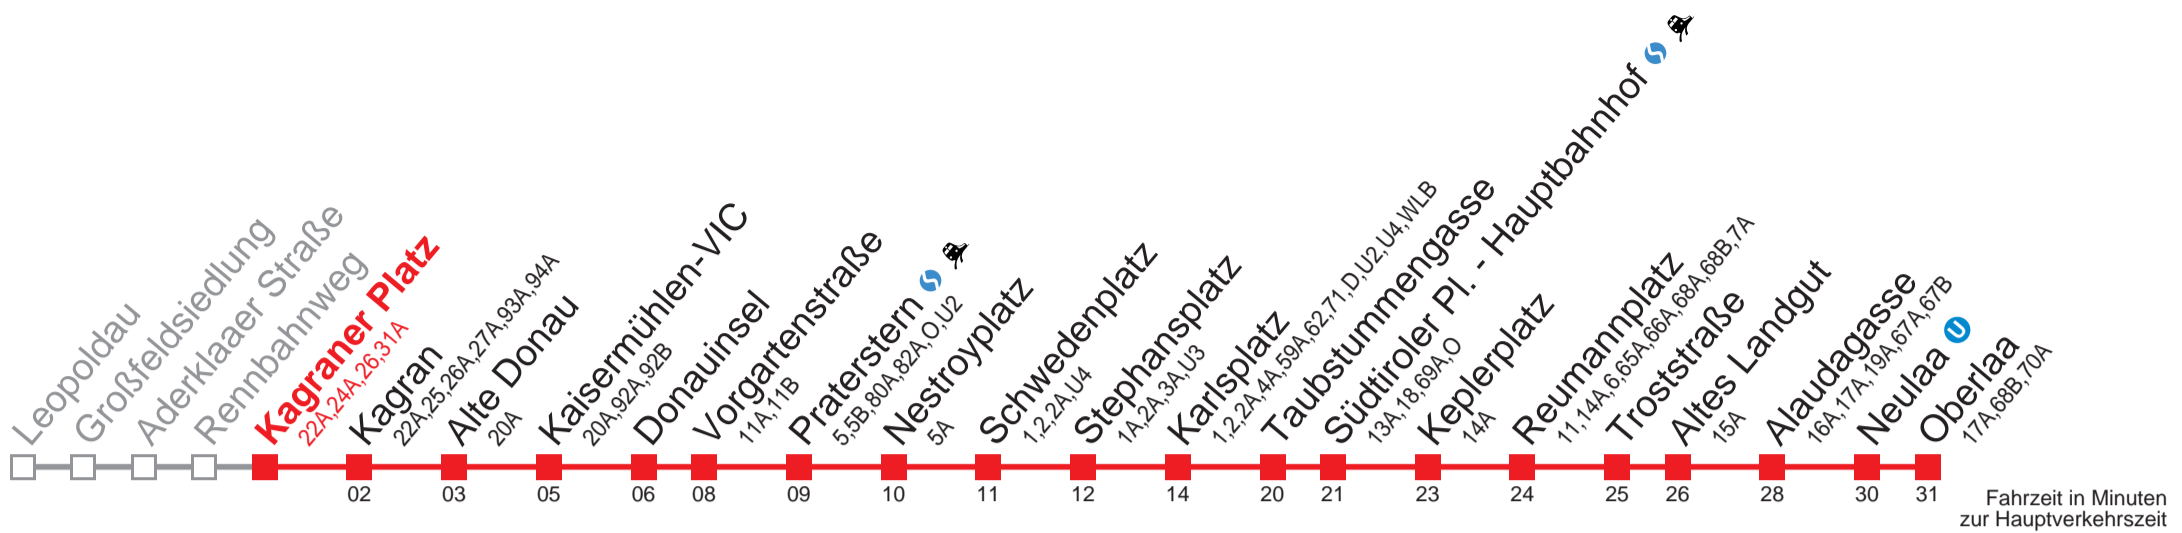 Leopoldau
Großfeldsiedlung
Aderklaaer Straße
Rennbahnweg
Kagraner Platz
22A,24A,26,31A
Kagran
22A,25,26A,27A,93A,94A
02
Alte Donau
20A
03
Kaisermühlen-VIC
20A,92A,92B
05
Donauinsel
06
Vorgartenstraße
11A,11B
08
Praterstern
5,5B,80A,82A,O,U2
09
Nestroyplatz
5A
10
Schwedenplatz
1,2,2A,U4
11
Stephansplatz
1A,2A,3A,U3
12
Karlsplatz
1,2,2A,4A,59A,62,71,D,U2,U4,WLB
14
Taubstummengasse
20
Südtiroler Pl. - Hauptbahnhof
13A,18,69A,O
21
Keplerplatz
14A
23
Reumannplatz
11,14A,6,65A,66A,68A,68B,7A
24
Troststraße
25
Altes Landgut
15A
26
Alaudagasse
16A,17A,19A,67A,67B
28
Neulaa U
30
Oberlaa
17A,68B,70A
31
Fahrzeit in Minuten
zur Hauptverkehrszeit